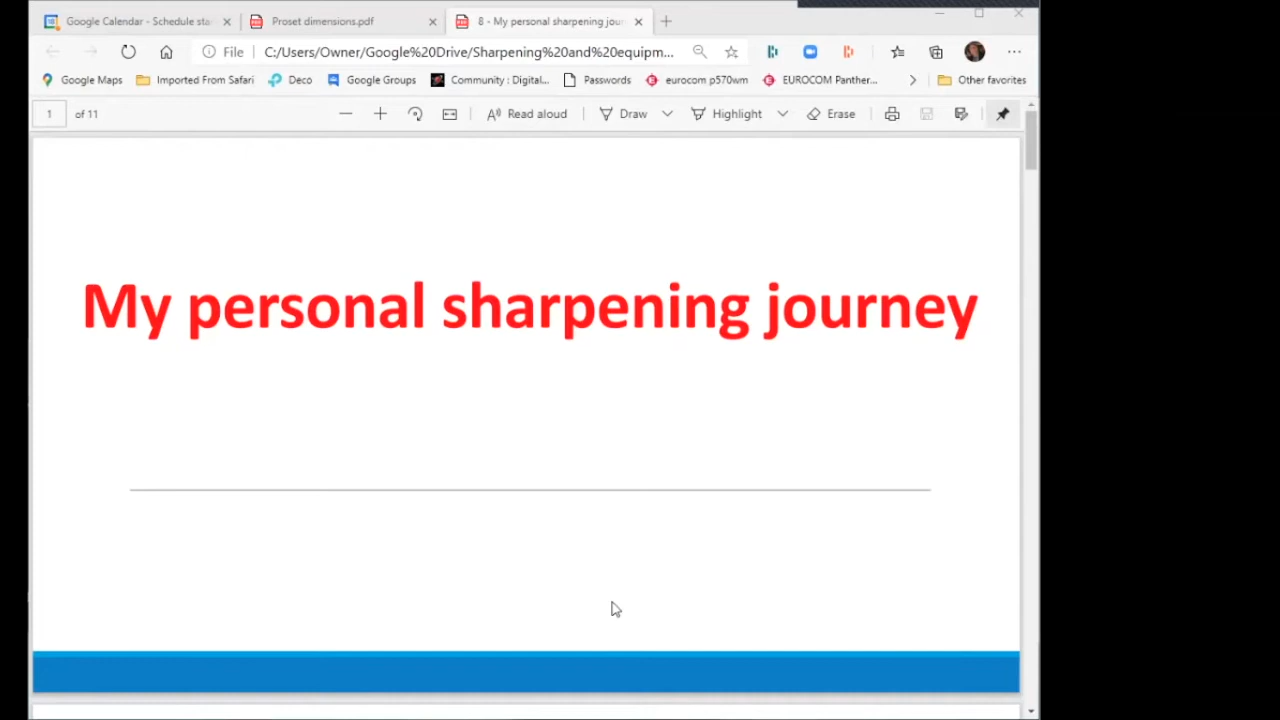 Google Calendar - Schedule sta
Proset dimensions.pdf
8 - My personal sharpening jour
File
C:/Users/Owner/Google%20Drive/Sharpening%20and%20equipm...
Google Maps
Imported From Safari
Deco
Google Groups
Community : Digital...
Passwords
eurocom p570wm
EUROCOM Panther...
Other favorites
1 of 11
Read aloud
Draw
Highlight
Erase
My personal sharpening journey